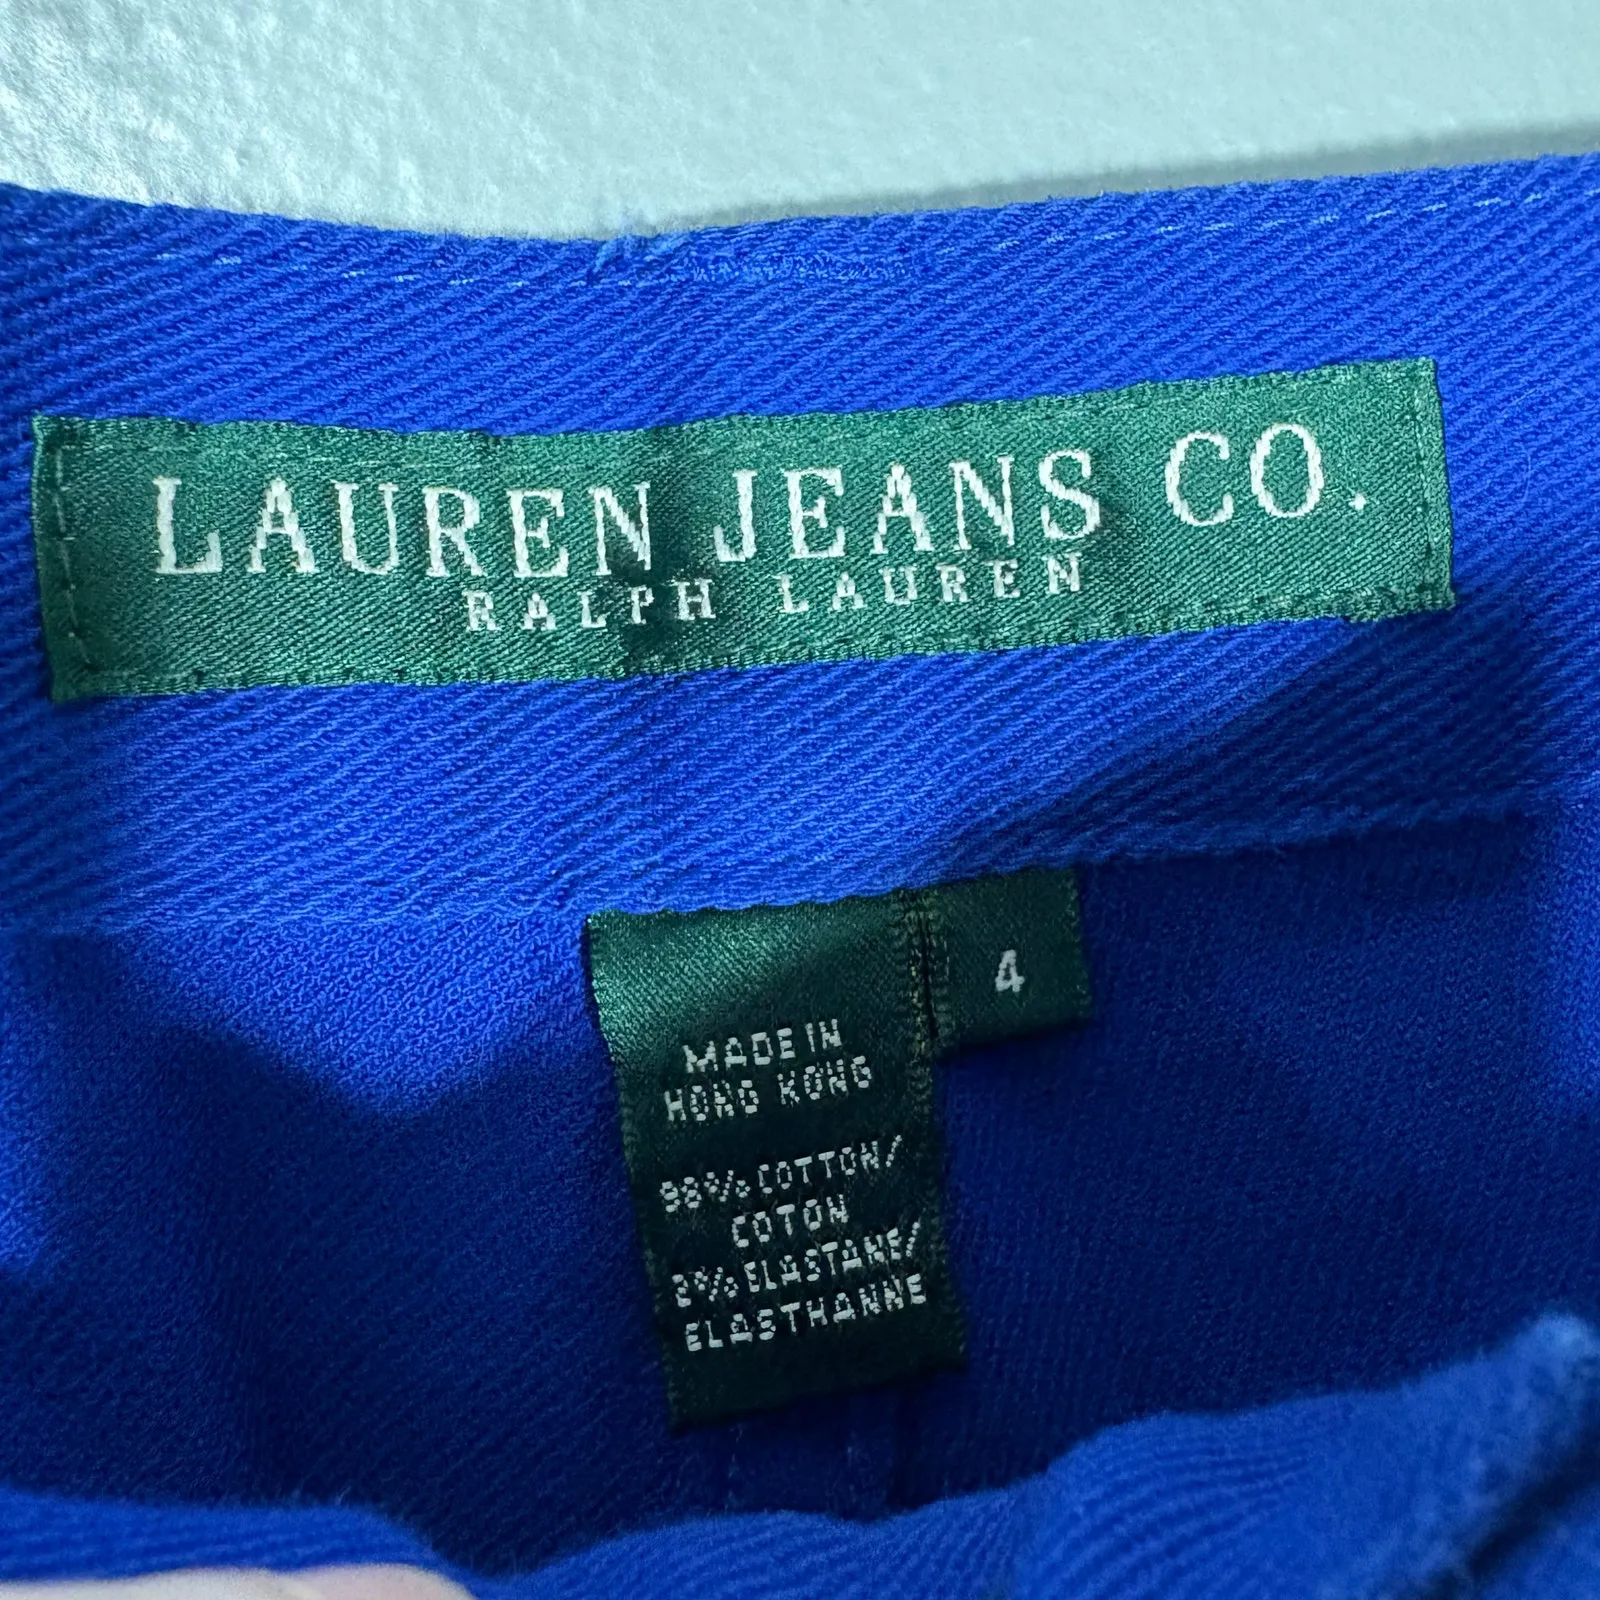 LAUREN JEANS CO.
RALPH LAUREN
4
MADE IN
HONG KONG
98% COTTON/
COTON
2% ELASTANE/
ELASTHANNE